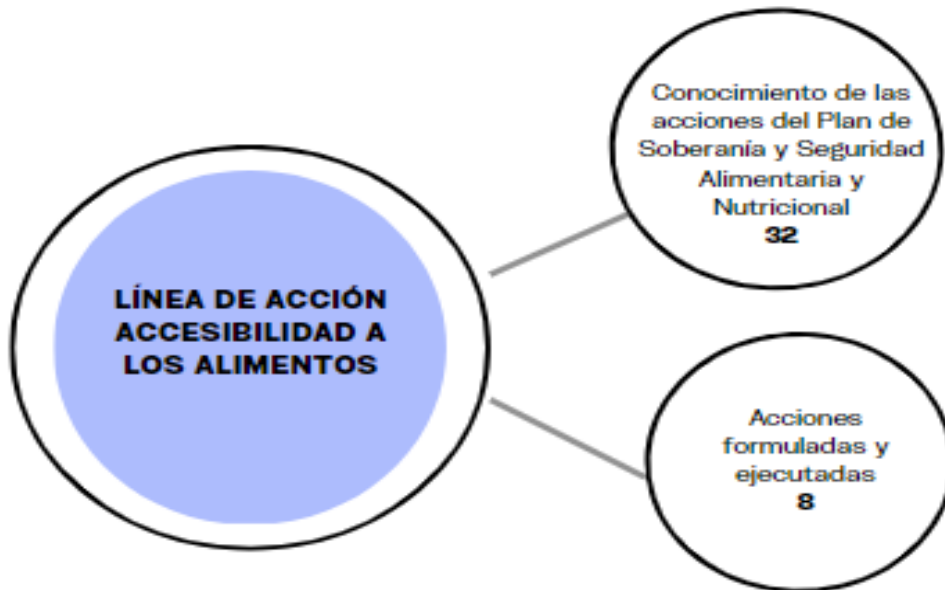 LÍNEA DE ACCIÓN
ACCESIBILIDAD A
LOS ALIMENTOS
Conocimiento de las
acciones del Plan de
Soberanía y Seguridad
Alimentaria y
Nutricional
32
Acciones
formuladas y
ejecutadas
8